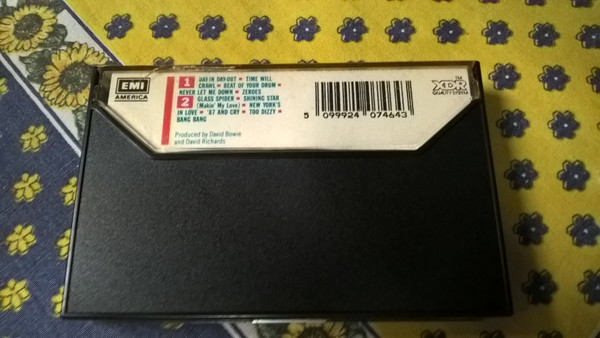 EMI
AMERICA
1 DAY-IN DAY-OUT • TIME WILL
CRAWL • BEAT OF YOUR DRUM •
NEVER LET ME DOWN • ZEROES
2 GLASS SPIDER • SHINING STAR
(Makin' My Love) • NEW YORK'S
IN LOVE • '87 AND CRY • TOO DIZZY •
BANG BANG
Produced by David Bowie
and David Richards
5 099924 074643
XDR
TM